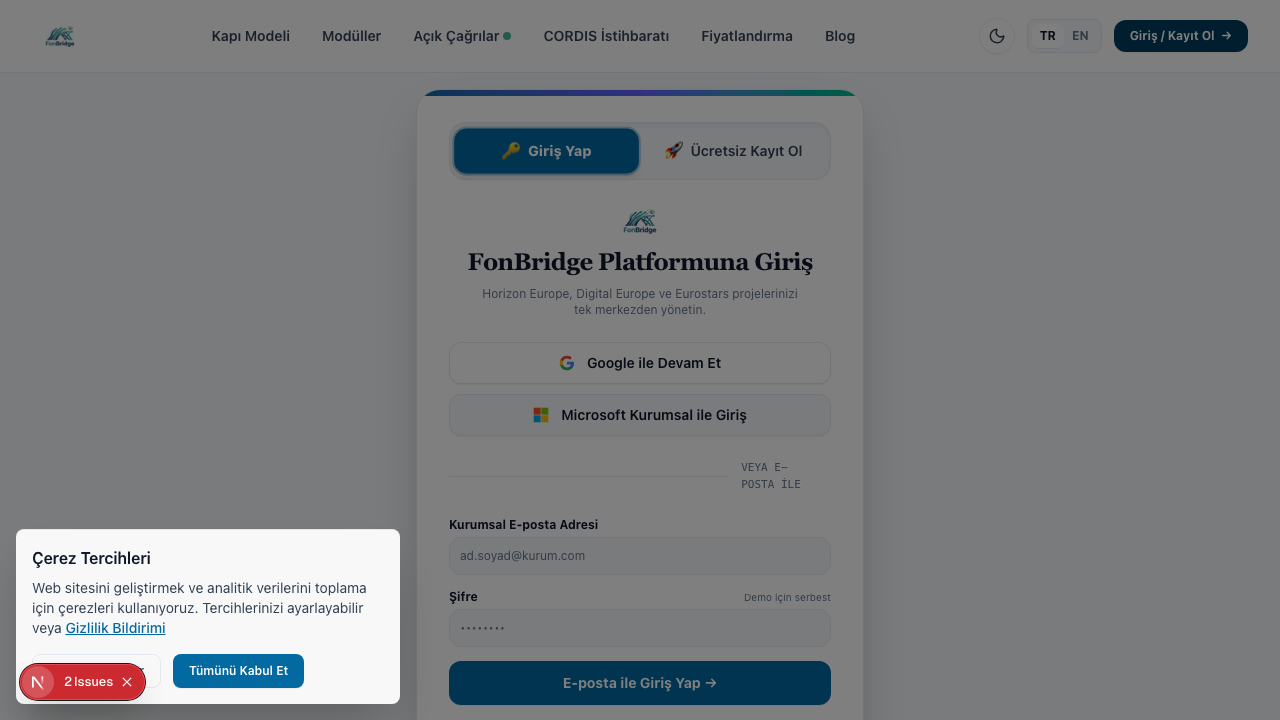 FonBridge
Kapı Modeli
Modüller
Açık Çağrılar
CORDIS İstihbaratı
Fiyatlandırma
Blog
TR
EN
Giriş / Kayıt Ol →
🔑 Giriş Yap
🚀 Ücretsiz Kayıt Ol
FonBridge
FonBridge Platformuna Giriş
Horizon Europe, Digital Europe ve Eurostars projelerinizi
tek merkezden yönetin.
Google ile Devam Et
Microsoft Kurumsal ile Giriş
VEYA E-
POSTA İLE
Kurumsal E-posta Adresi
ad.soyad@kurum.com
Şifre
Demo için serbest
••••••••
E-posta ile Giriş Yap →
Çerez Tercihleri
Web sitesini geliştirmek ve analitik verilerini toplama
için çerezleri kullanıyoruz. Tercihlerinizi ayarlayabilir
veya Gizlilik Bildirimi
Tümünü Kabul Et
N
2 Issues